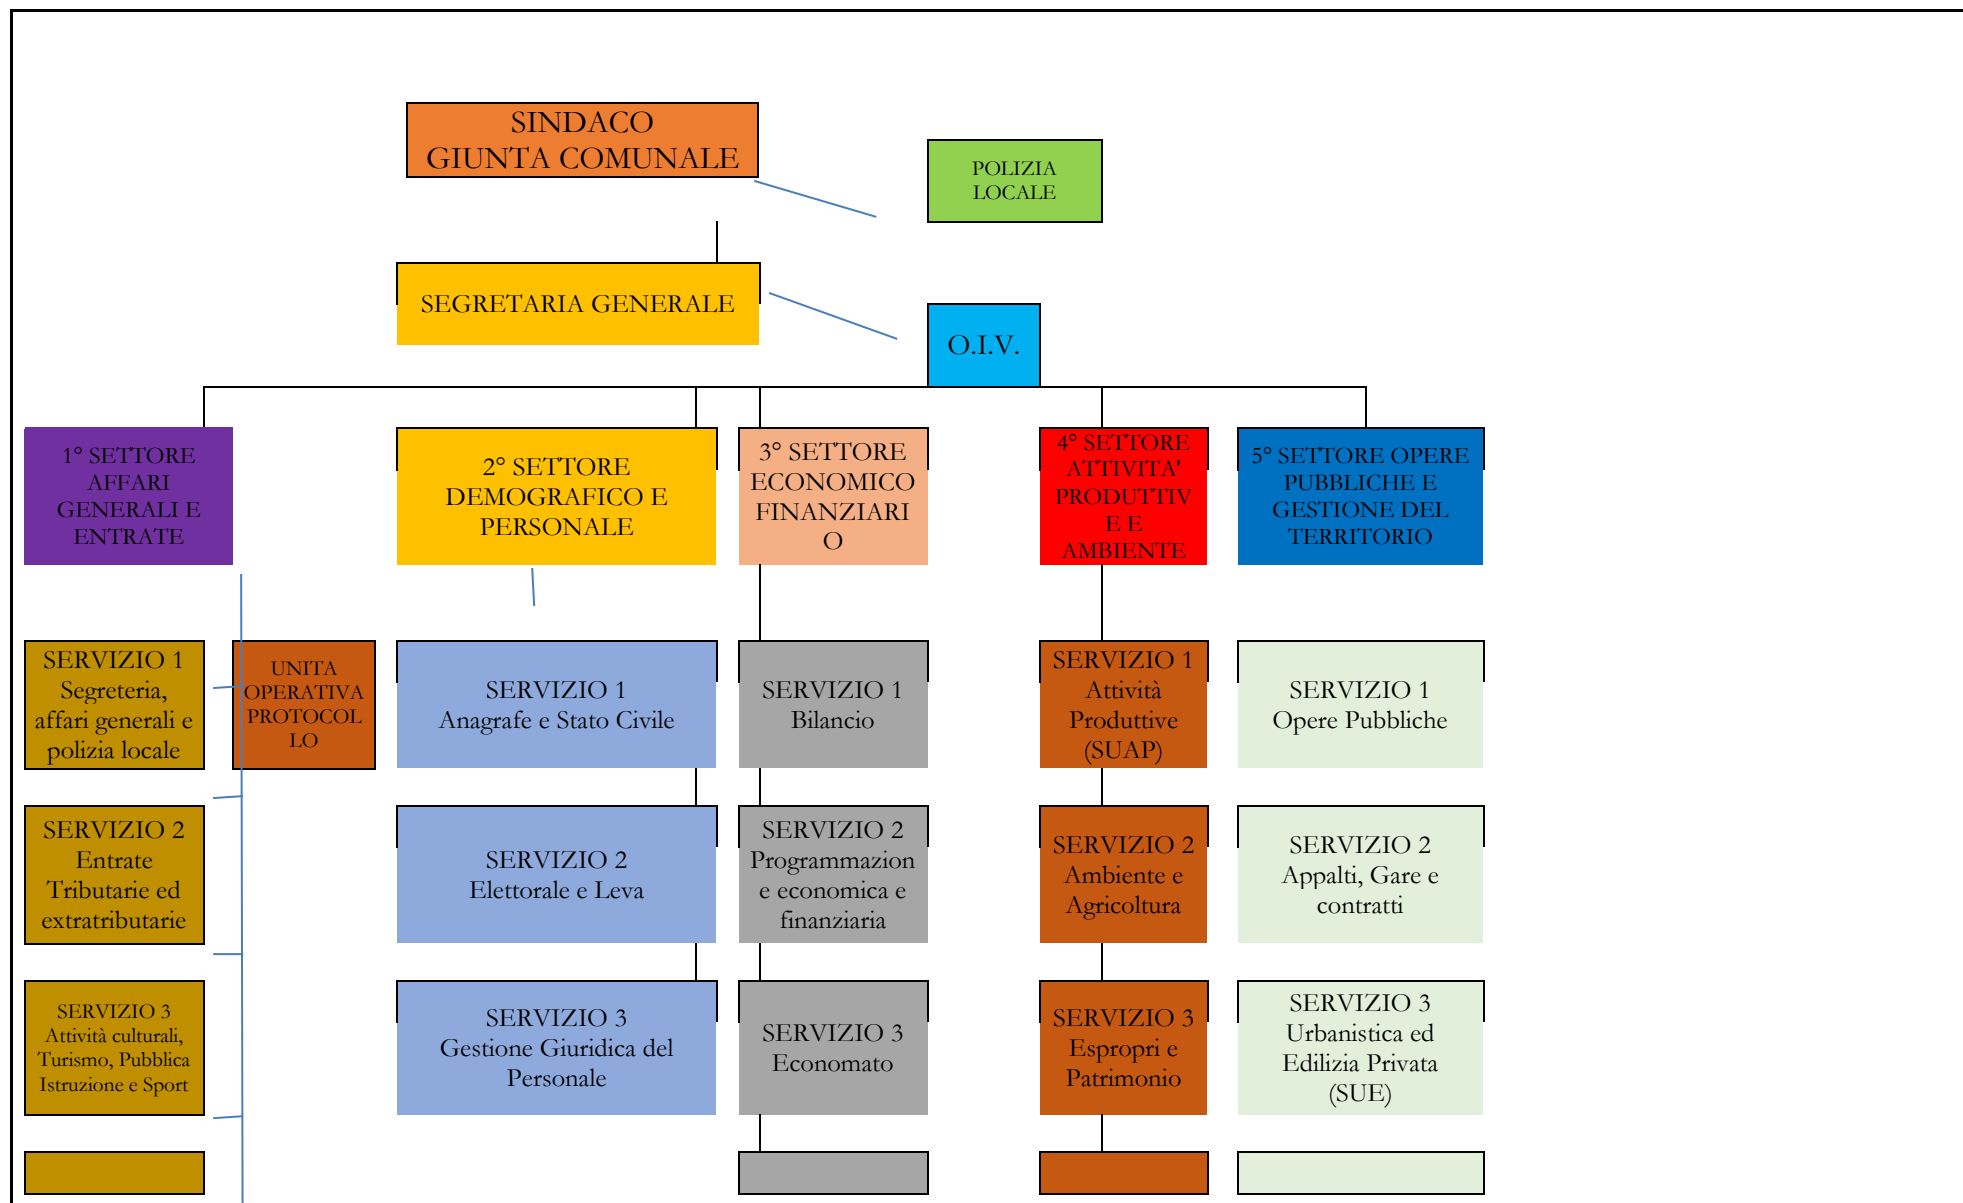 SINDACO
GIUNTA COMUNALE
POLIZIA
LOCALE
SEGRETARIA GENERALE
O.I.V.
1° SETTORE
AFFARI
GENERALI E
ENTRATE
2° SETTORE
DEMOGRAFICO E
PERSONALE
3° SETTORE
ECONOMICO
FINANZIARI
O
4° SETTORE
ATTIVITA'
PRODUTTIV
E E
AMBIENTE
5° SETTORE OPERE
PUBBLICHE E
GESTIONE DEL
TERRITORIO
SERVIZIO 1
Segreteria,
affari generali e
polizia locale
UNITA
OPERATIVA
PROTOCOL
LO
SERVIZIO 1
Anagrafe e Stato Civile
SERVIZIO 1
Bilancio
SERVIZIO 1
Attività
Produttive
(SUAP)
SERVIZIO 1
Opere Pubbliche
SERVIZIO 2
Entrate
Tributarie ed
extratributarie
SERVIZIO 2
Elettorale e Leva
SERVIZIO 2
Programmazion
e economica e
finanziaria
SERVIZIO 2
Ambiente e
Agricoltura
SERVIZIO 2
Appalti, Gare e
contratti
SERVIZIO 3
Attività culturali,
Turismo, Pubblica
Istruzione e Sport
SERVIZIO 3
Gestione Giuridica del
Personale
SERVIZIO 3
Economato
SERVIZIO 3
Espropri e
Patrimonio
SERVIZIO 3
Urbanistica ed
Edilizia Privata
(SUE)